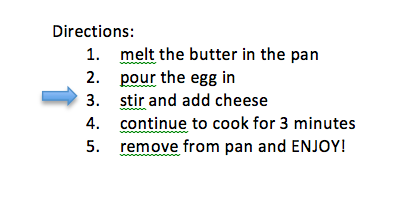 Directions:
1. melt the butter in the pan
2. pour the egg in
3. stir and add cheese
4. continue to cook for 3 minutes
5. remove from pan and ENJOY!